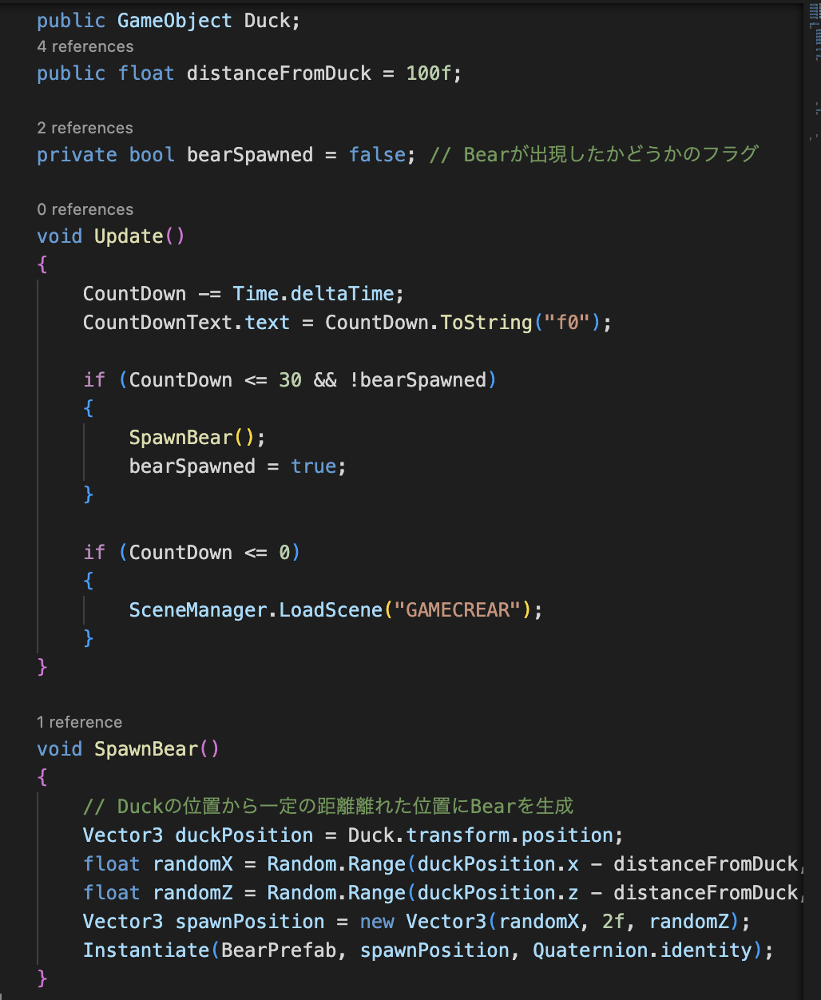 public GameObject Duck;
4 references
public float distanceFromDuck = 100f;
2 references
private bool bearSpawned = false; // Bearが出現したかどうかのフラグ
0 references
void Update()
{
CountDown -= Time.deltaTime;
CountDownText.text = CountDown.ToString("f0");
if (CountDown <= 30 && !bearSpawned)
{
SpawnBear();
bearSpawned = true;
}
if (CountDown <= 0)
{
SceneManager.LoadScene("GAMECREAR");
}
}
1 reference
void SpawnBear()
{
// Duckの位置から一定の距離離れた位置にBearを生成
Vector3 duckPosition = Duck.transform.position;
float randomX = Random.Range(duckPosition.x - distanceFromDuck,
float randomZ = Random.Range(duckPosition.z - distanceFromDuck,
Vector3 spawnPosition = new Vector3(randomX, 2f, randomZ);
Instantiate(BearPrefab, spawnPosition, Quaternion.identity);
}